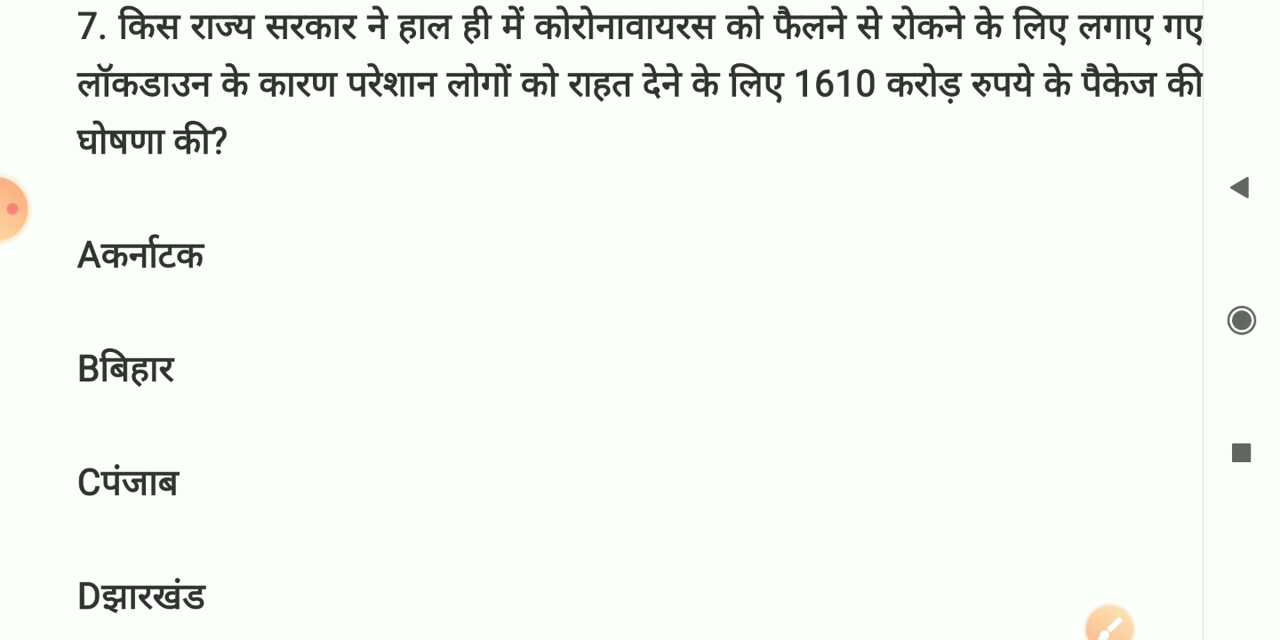 7. किस राज्य सरकार ने हाल ही में कोरोनावायरस को फैलने से रोकने के लिए लगाए गए
लॉकडाउन के कारण परेशान लोगों को राहत देने के लिए 1610 करोड़ रुपये के पैकेज की
घोषणा की?
Aकर्नाटक
Bबिहार
Cपंजाब
Dझारखंड